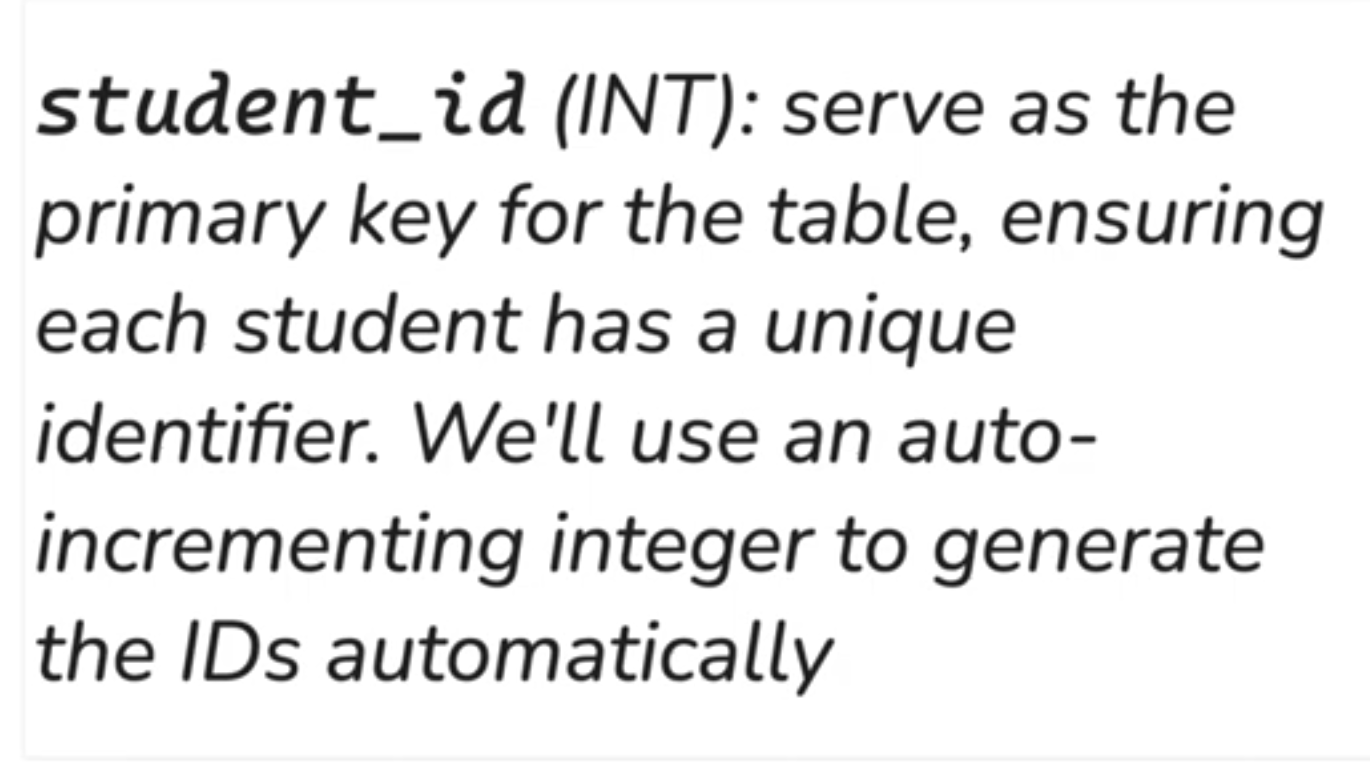 student_id (INT): serve as the
primary key for the table, ensuring
each student has a unique
identifier. We'll use an auto-
incrementing integer to generate
the IDs automatically